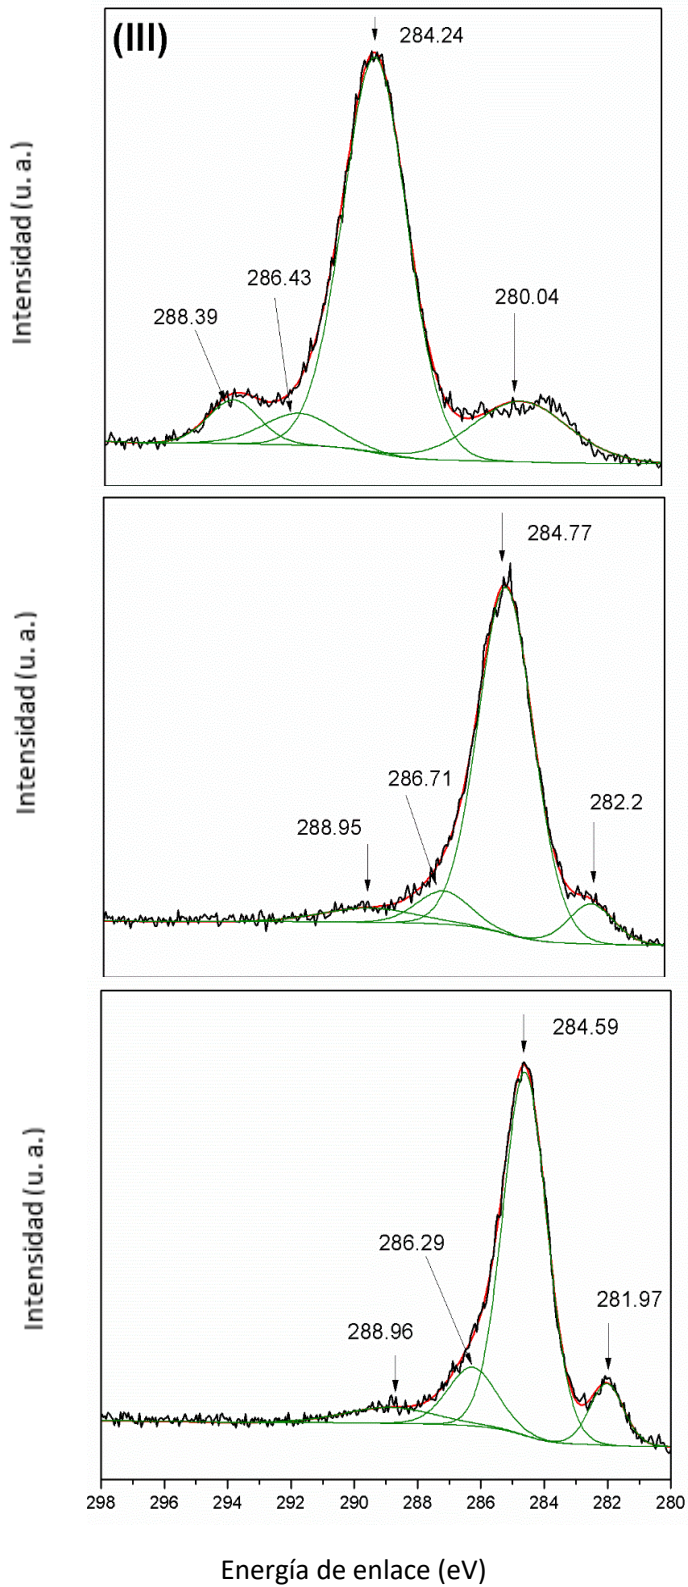 (III)
284.24
286.43
280.04
288.39
Intensidad (u. a.)
284.77
286.71
282.2
288.95
Intensidad (u. a.)
284.59
286.29
281.97
288.96
Intensidad (u. a.)
298 296 294 292 290 288 286 284 282 280
Energía de enlace (eV)